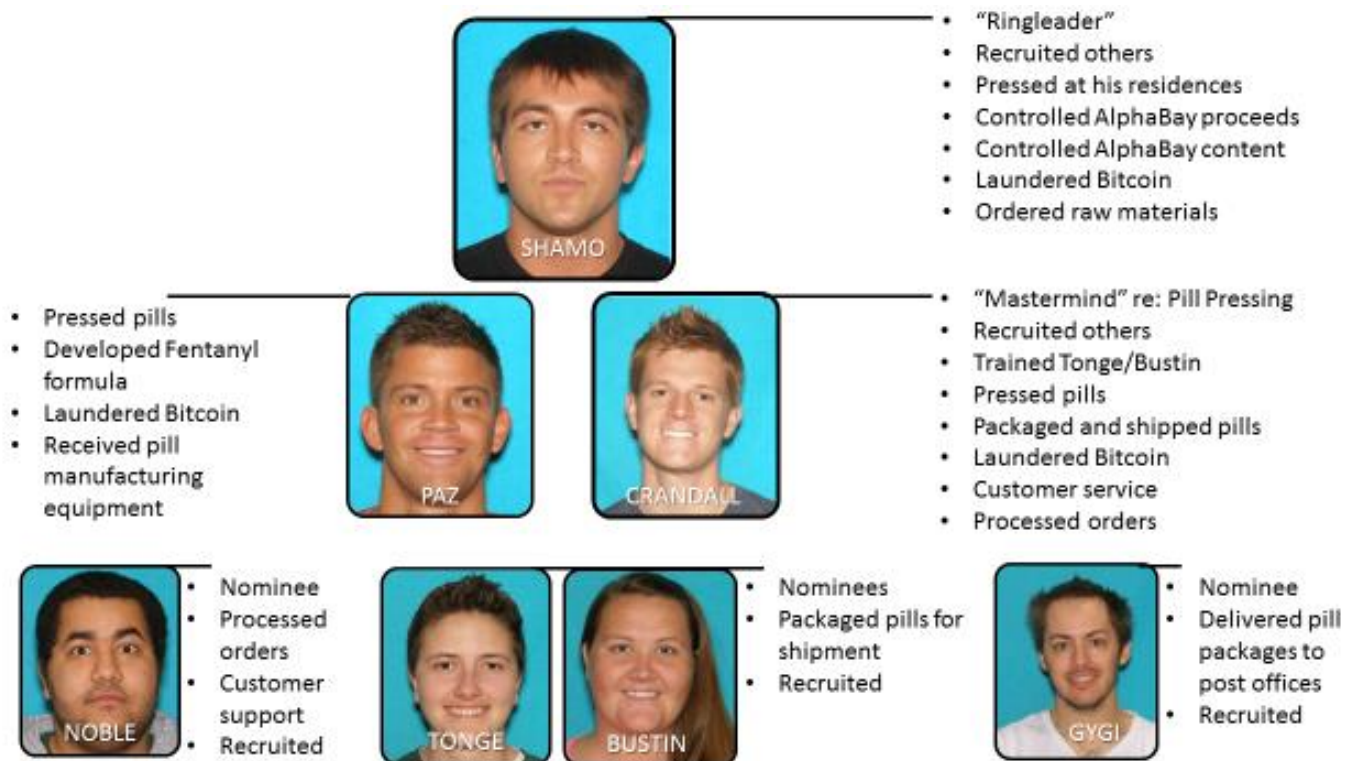 • “Ringleader”
• Recruited others
• Pressed at his residences
• Controlled AlphaBay proceeds
• Controlled AlphaBay content
• Laundered Bitcoin
• Ordered raw materials
SHAMO
• Pressed pills
• Developed Fentanyl
formula
• Laundered Bitcoin
• Received pill
manufacturing
equipment
PAZ
CRANDALL
• “Mastermind” re: Pill Pressing
• Recruited others
• Trained Tonge/Bustin
• Pressed pills
• Packaged and shipped pills
• Laundered Bitcoin
• Customer service
• Processed orders
NOBLE
• Nominee
• Processed
orders
• Customer
support
• Recruited
TONGE
BUSTIN
• Nominees
• Packaged pills for
shipment
• Recruited
GYGI
• Nominee
• Delivered pill
packages to
post offices
• Recruited